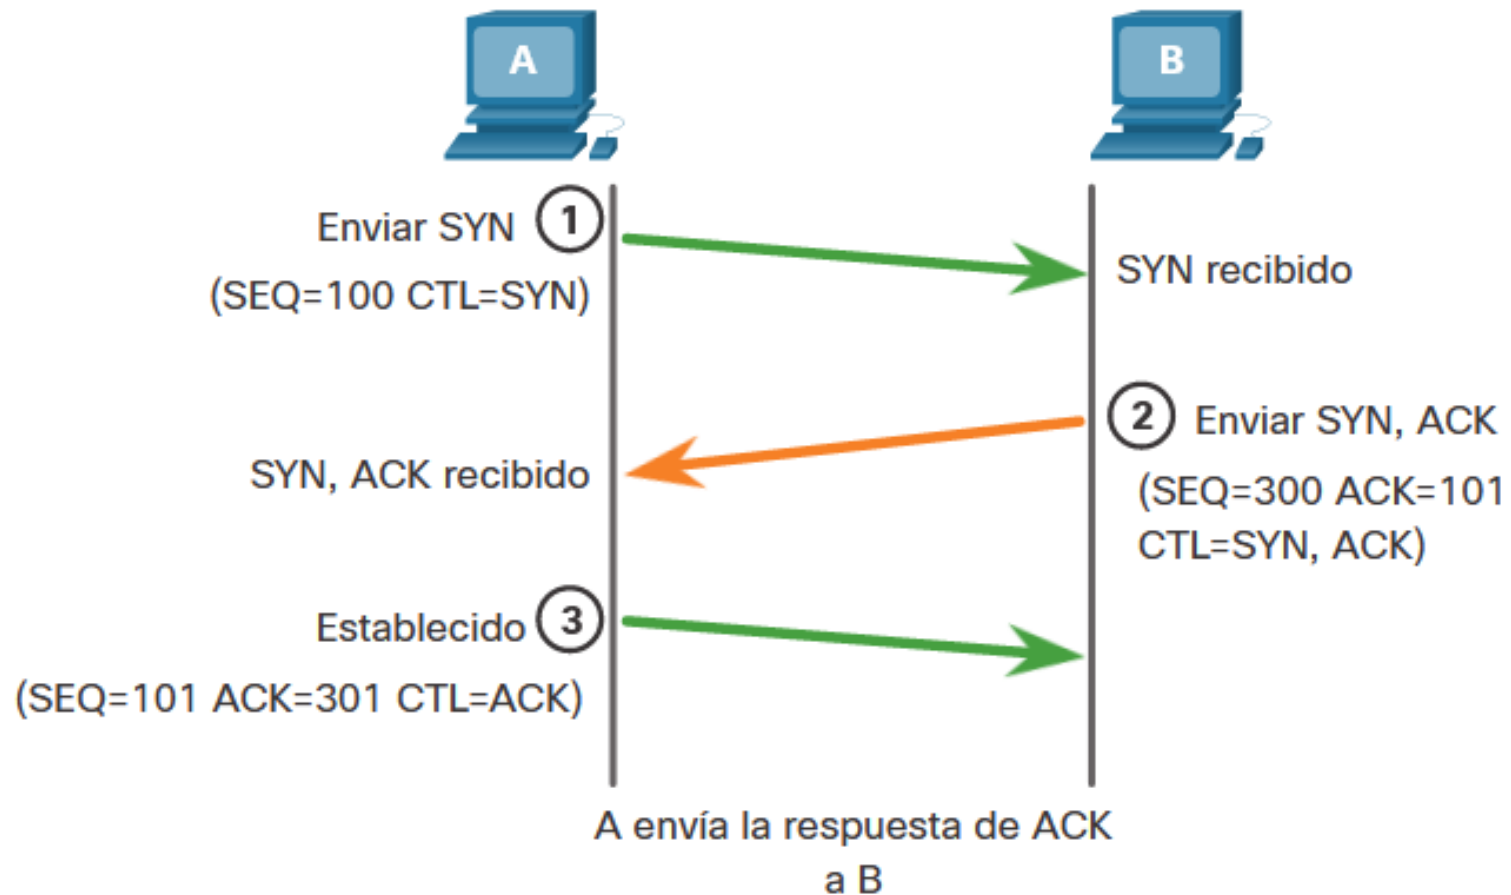 A
B
Enviar SYN 1
(SEQ=100 CTL=SYN)
SYN recibido
2 Enviar SYN, ACK
(SEQ=300 ACK=101
CTL=SYN, ACK)
SYN, ACK recibido
Establecido 3
(SEQ=101 ACK=301 CTL=ACK)
A envía la respuesta de ACK
a B